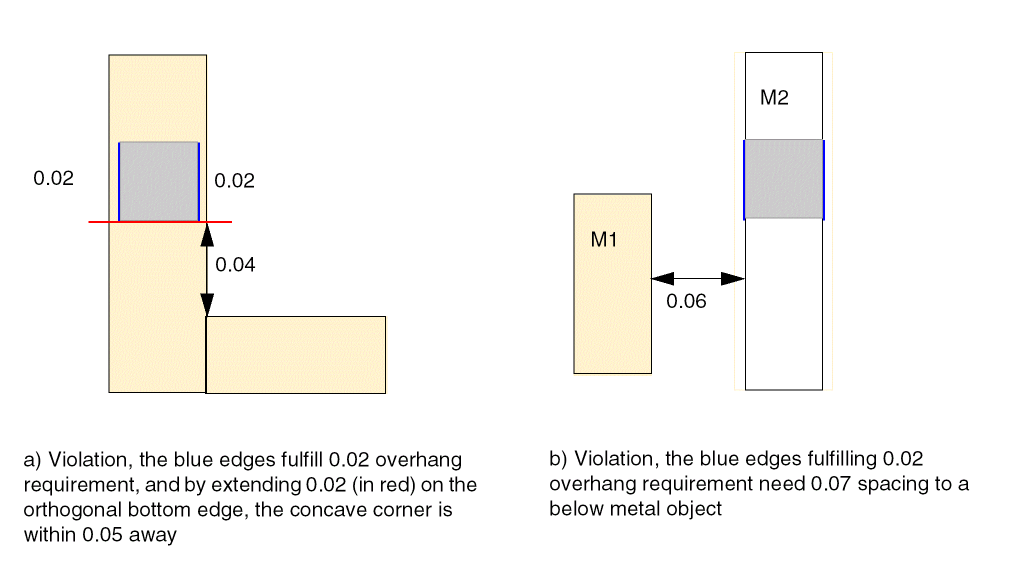 M2
0.02
0.02
M1
0.04
0.06
a) Violation, the blue edges fulfill 0.02 overhang
requirement, and by extending 0.02 (in red) on the
orthogonal bottom edge, the concave corner is
within 0.05 away
b) Violation, the blue edges fulfilling 0.02
overhang requirement need 0.07 spacing to a
below metal object